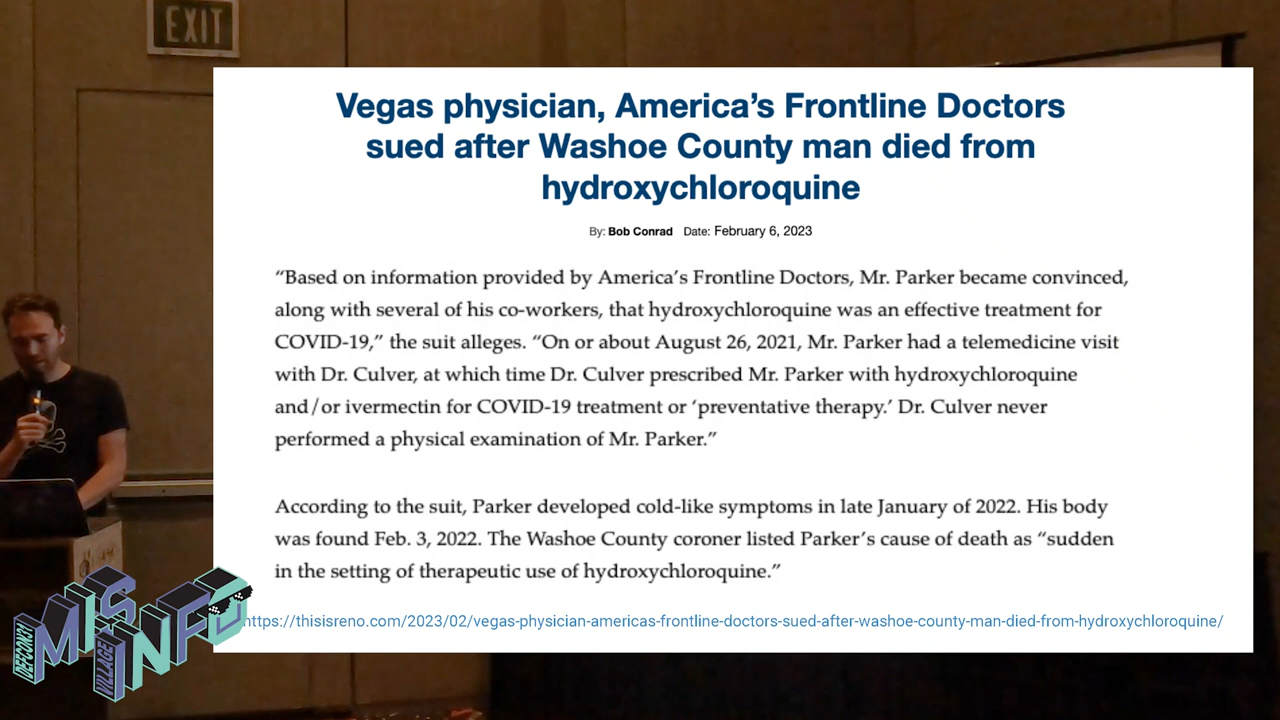 EXIT
Vegas physician, America's Frontline Doctors
sued after Washoe County man died from
hydroxychloroquine
By: Bob Conrad Date: February 6, 2023
“Based on information provided by America's Frontline Doctors, Mr. Parker became convinced,
along with several of his co-workers, that hydroxychloroquine was an effective treatment for
COVID-19,” the suit alleges. “On or about August 26, 2021, Mr. Parker had a telemedicine visit
with Dr. Culver, at which time Dr. Culver prescribed Mr. Parker with hydroxychloroquine
and/or ivermectin for COVID-19 treatment or ‘preventative therapy.’ Dr. Culver never
performed a physical examination of Mr. Parker.”
According to the suit, Parker developed cold-like symptoms in late January of 2022. His body
was found Feb. 3, 2022. The Washoe County coroner listed Parker's cause of death as “sudden
in the setting of therapeutic use of hydroxychloroquine.”
https://thisisreno.com/2023/02/vegas-physician-americas-frontline-doctors-sued-after-washoe-county-man-died-from-hydroxychloroquine/
MIS
INFO
DEFCON31
VILLAGE